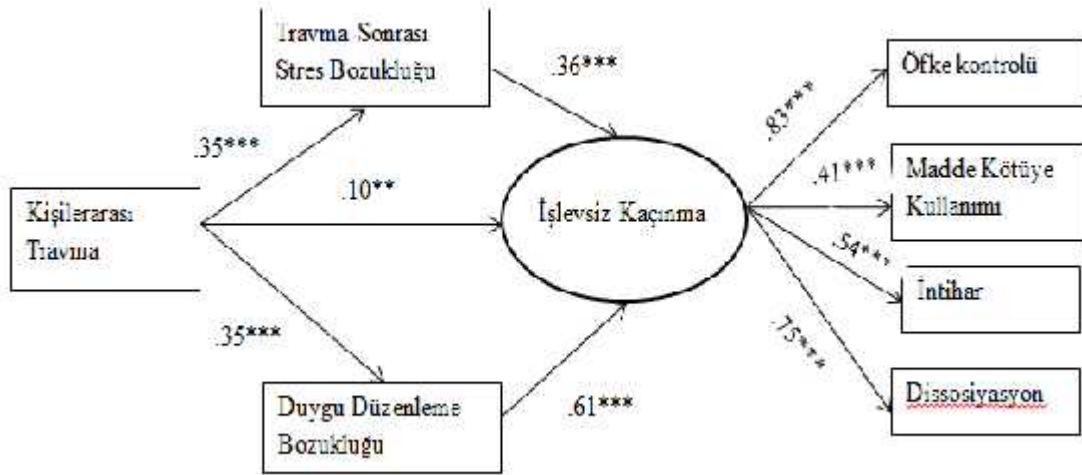 Travma Sonrası
Stres Bozukluğu
.36***
Öfke kontrolü
.83***
.35***
.10**
.41***
Madde Kötüye
Kullanımı
Kişilerarası
Travma
İşlevsiz Kaçınma
.54***
İntihar
.35***
.75***
Duygu Düzenleme
Bozukluğu
.61***
Dissosiyasyon